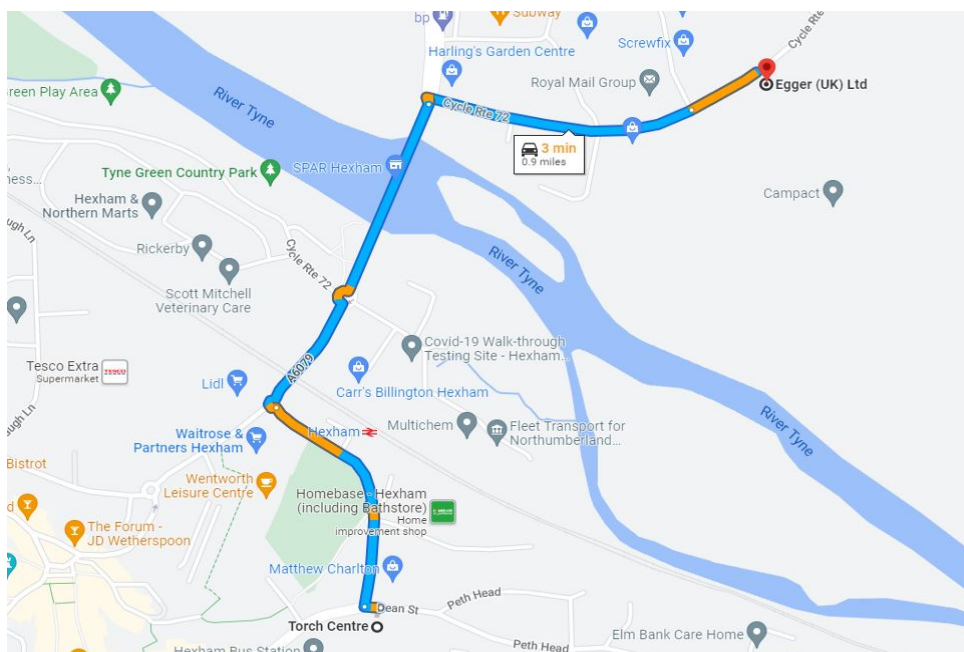 bp
Subway
Cycle Rte
Harling's Garden Centre
Screwfix
Royal Mail Group
Egger (UK) Ltd
Green Play Area
River Tyne
Cycle Rte 72
3 min
0.9 miles
SPAR Hexham
Tyne Green Country Park
Campact
Hexham &
Northern Marts
Rickerby
Cycle Rte 72
River Tyne
Scott Mitchell
Veterinary Care
Covid-19 Walk-through
Testing Site - Hexham...
A6079
Tesco Extra
Supermarket
TESCO
Lidl
Carr's Billington Hexham
River Tyne
Waitrose &
Partners Hexham
Hexham
Multichem
Fleet Transport for
Northumberland...
Bistrot
Wentworth
Leisure Centre
Homebase - Hexham
(including Bathstore)
Home
improvement shop
The Forum -
JD Wetherspoon
Matthew Charlton
Dean St
Peth Head
Torch Centre
Elm Bank Care Home
Hexham Bus Station
Peth Head